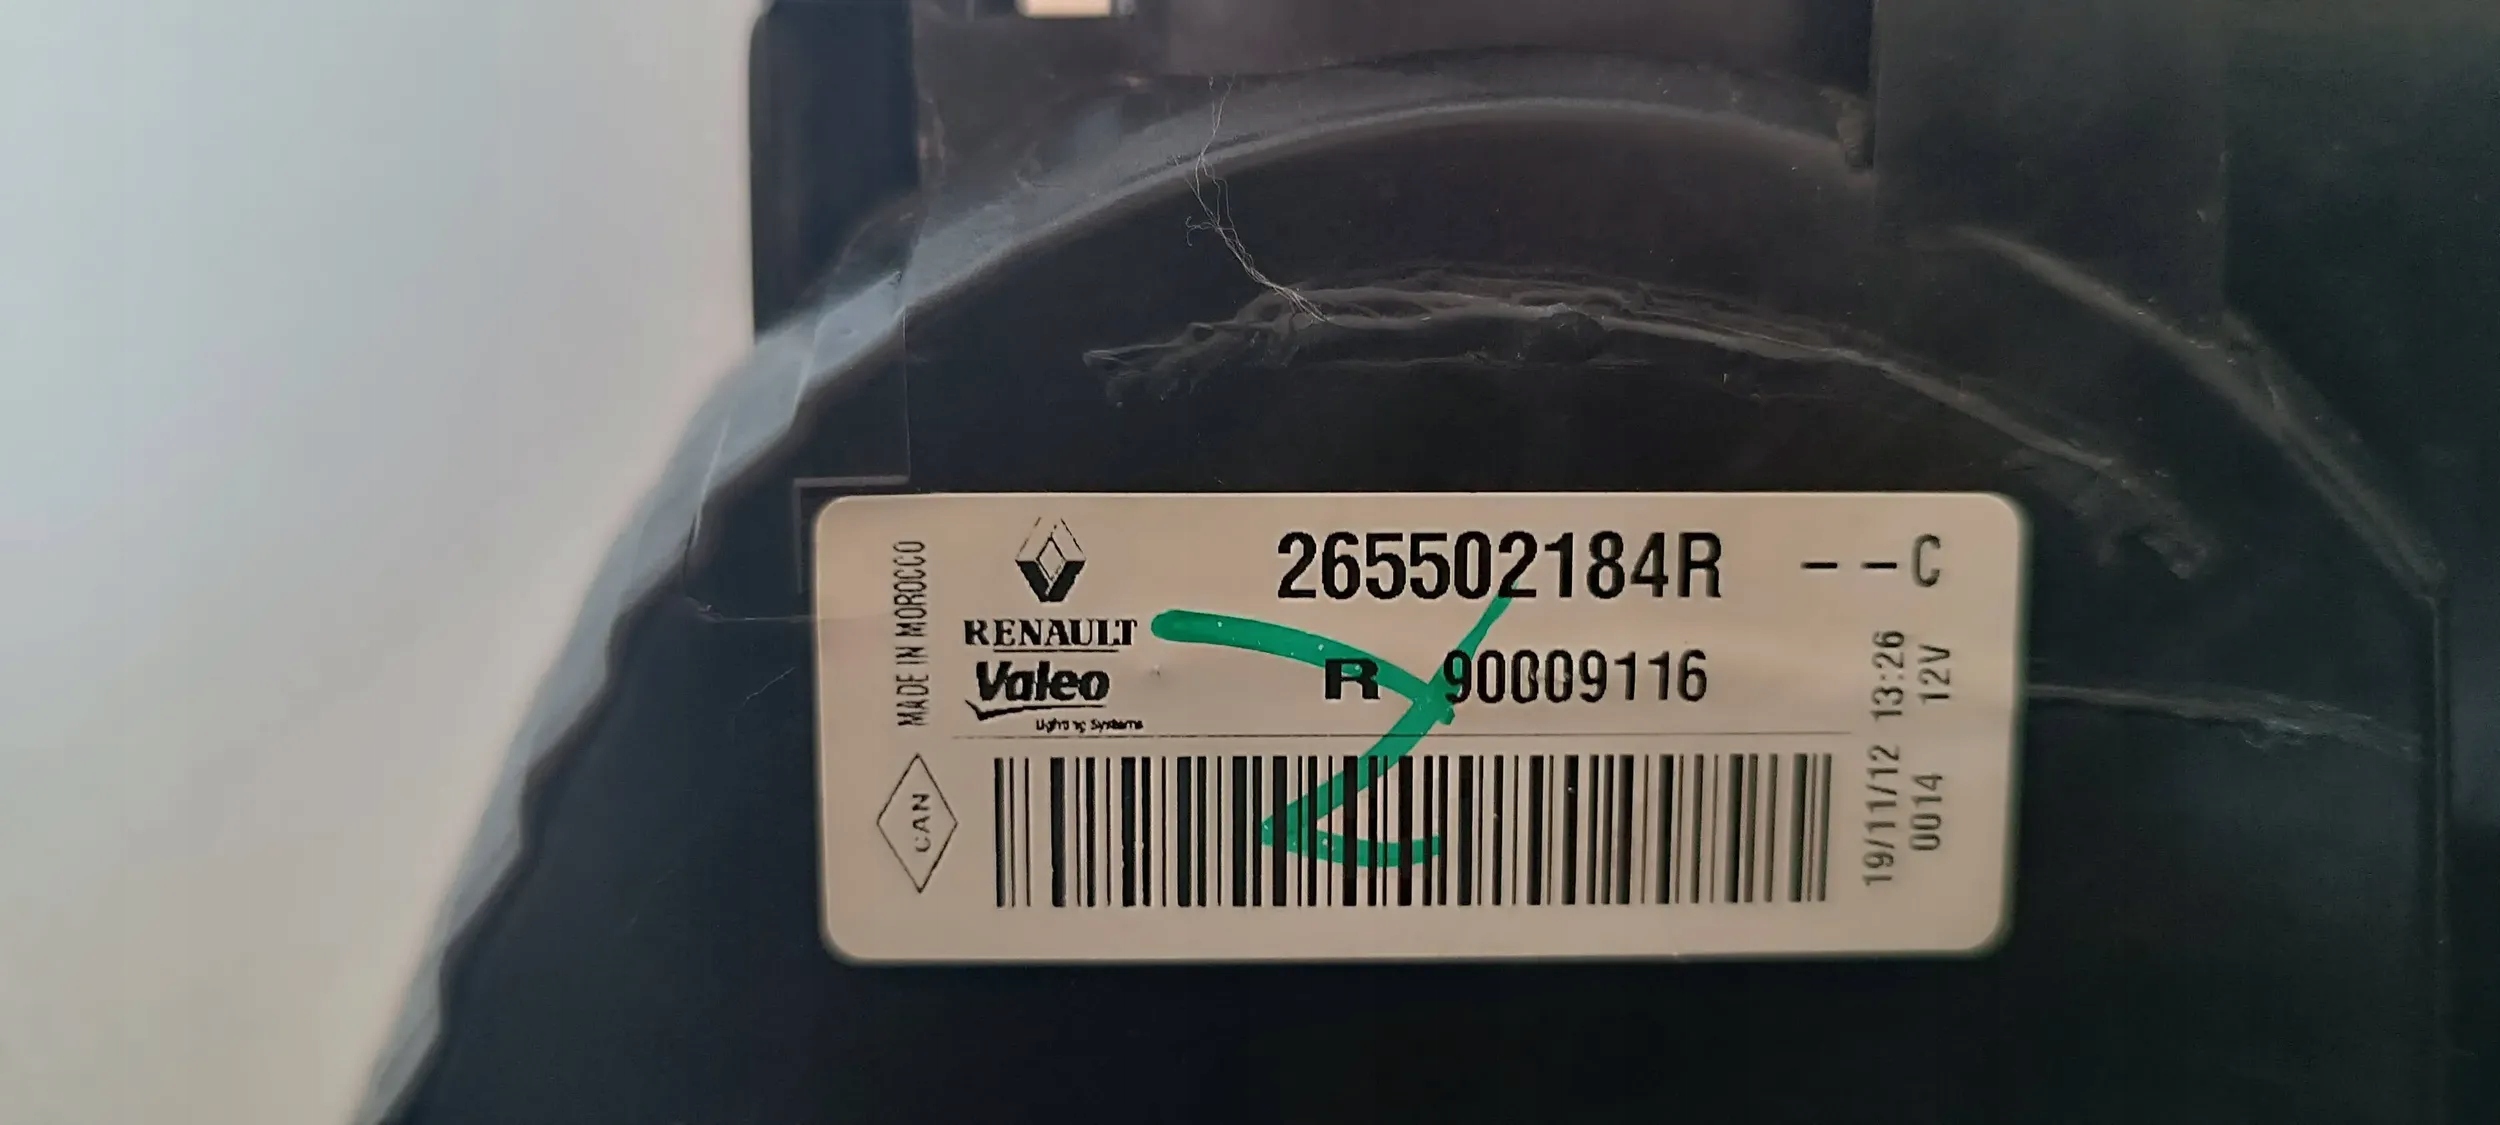 265502184R --C
RENAULT
Valeo
Lighting Systems
R 90009116
MADE IN MOROCCO
CAN
19/11/12 13:26
0014 12V